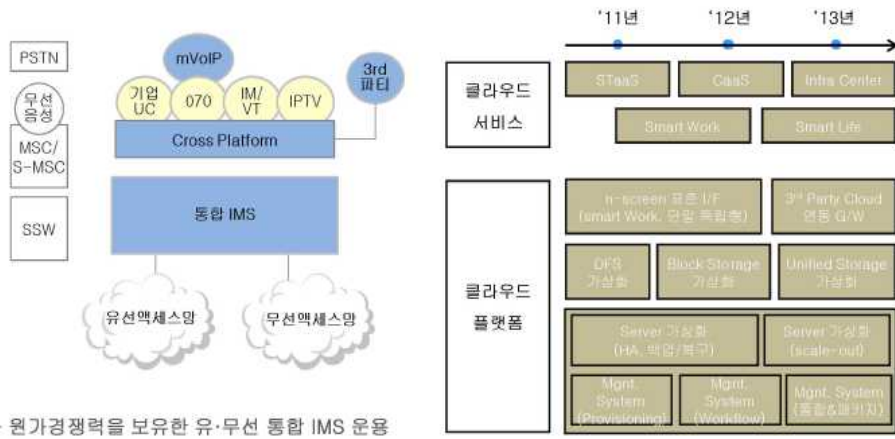 PSTN
무선
음성
MSC/
S-MSC
SSW
mVoIP
3rd
파티
기업
UC
070
IM/
VT
IPTV
Cross Platform
통합 IMS
유선액세스망
무선액세스망
원가경쟁력을 보유한 유·무선 통합 IMS 운용
'11년
'12년
'13년
클라우드
서비스
STaaS
CaaS
Infra Center
Smart Work
Smart Life
클라우드
플랫폼
n-screen 표준 I/F
(smart Work, 단말 독립형)
3rd Party Cloud
연동 G/W
DFS
가상화
Block Storage
가상화
Unified Storage
가상화
Server 가상화
(HA, 백업/복구)
Server 가상화
(scale-out)
Mgnt.
System
(Provisioning)
Mgnt.
System
(Workflow)
Mgnt. System
(통합&패키지)